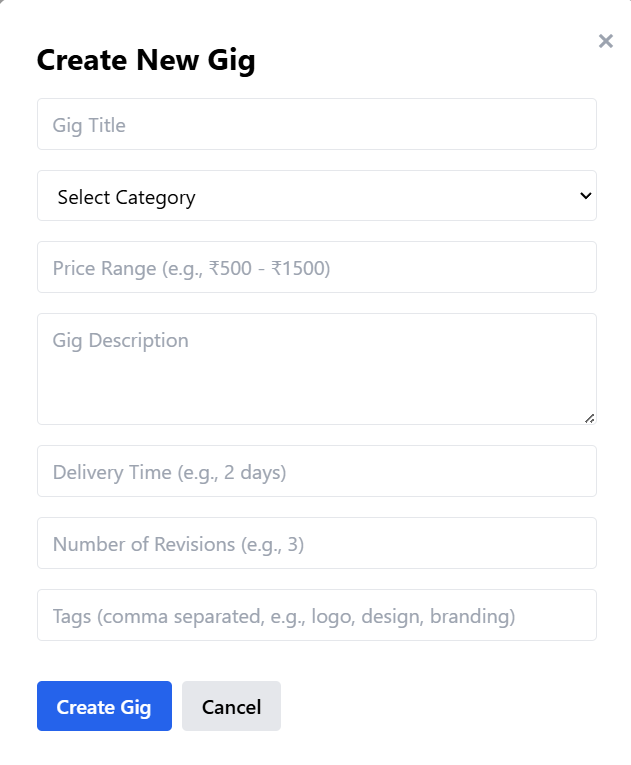 Create New Gig
×
Gig Title
Select Category
Price Range (e.g., ₹500 - ₹1500)
Gig Description
Delivery Time (e.g., 2 days)
Number of Revisions (e.g., 3)
Tags (comma separated, e.g., logo, design, branding)
Create Gig Cancel